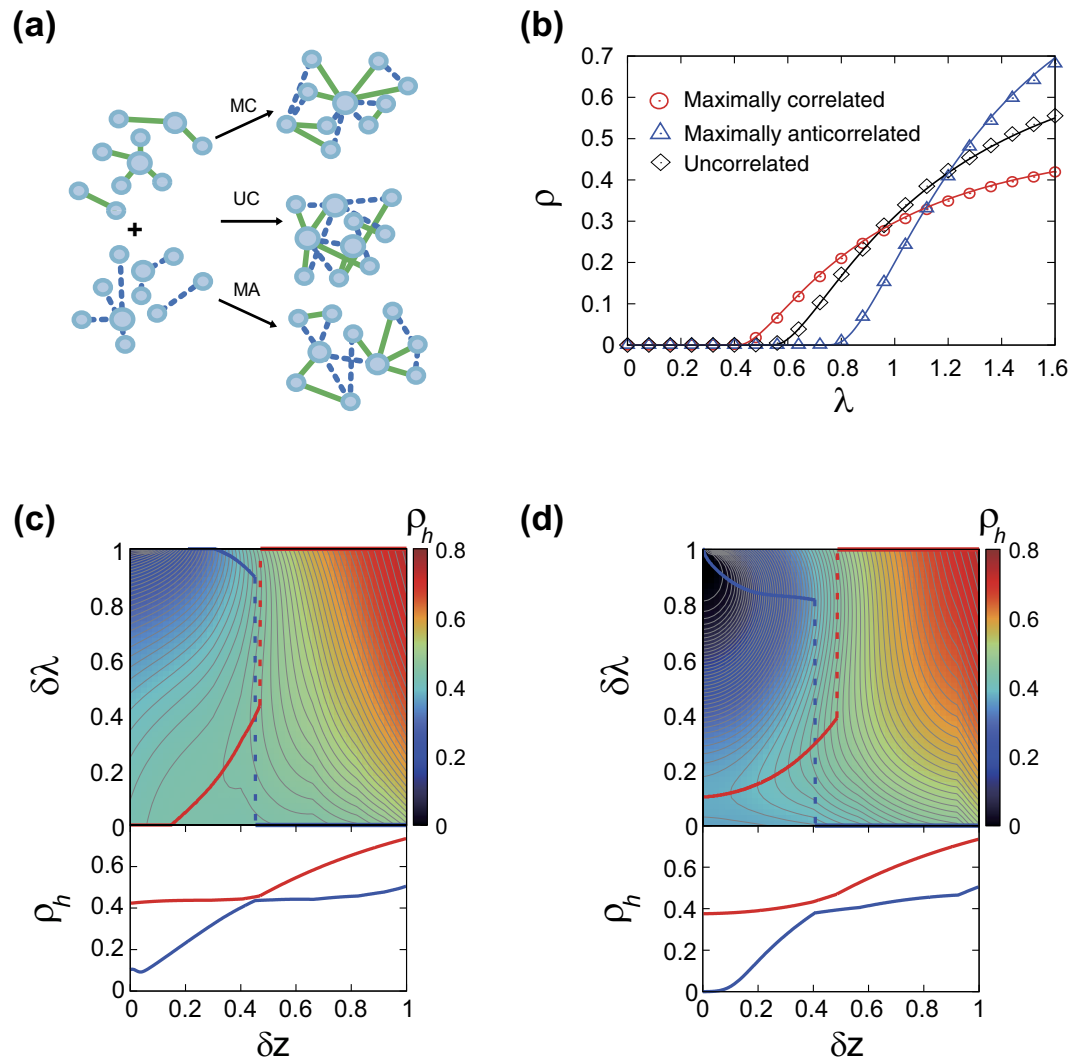 (a)
MC
UC
MA
+
(b)
ρ
0.7
0.6
0.5
0.4
0.3
0.2
0.1
0
Maximally correlated
Maximally anticorrelated
Uncorrelated
0 0.2 0.4 0.6 0.8 1.0 1.2 1.4 1.6
λ
(c)
δλ
1
0.8
0.6
0.4
0.2
0
ρh
0.8
0.6
0.4
0.2
0
ρh
0.6
0.4
0.2
0
0 0.2 0.4 0.6 0.8 1
δz
(d)
δλ
1
0.8
0.6
0.4
0.2
0
ρh
0.8
0.6
0.4
0.2
0
ρh
0.6
0.4
0.2
0
0 0.2 0.4 0.6 0.8 1
δz